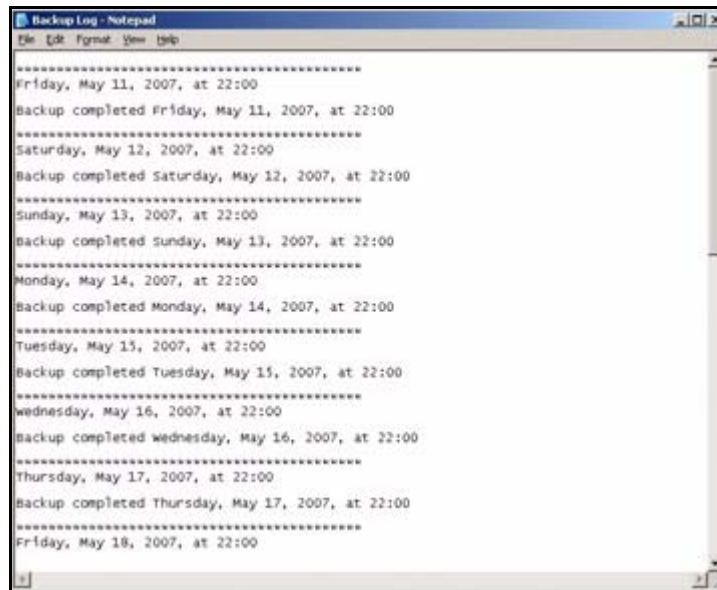 Backup Log - Notepad
File Edit Format View Help
*******************************************
Friday, May 11, 2007, at 22:00
Backup completed Friday, May 11, 2007, at 22:00
*******************************************
Saturday, May 12, 2007, at 22:00
Backup completed Saturday, May 12, 2007, at 22:00
*******************************************
Sunday, May 13, 2007, at 22:00
Backup completed Sunday, May 13, 2007, at 22:00
*******************************************
Monday, May 14, 2007, at 22:00
Backup completed Monday, May 14, 2007, at 22:00
*******************************************
Tuesday, May 15, 2007, at 22:00
Backup completed Tuesday, May 15, 2007, at 22:00
*******************************************
Wednesday, May 16, 2007, at 22:00
Backup completed Wednesday, May 16, 2007, at 22:00
*******************************************
Thursday, May 17, 2007, at 22:00
Backup completed Thursday, May 17, 2007, at 22:00
*******************************************
Friday, May 18, 2007, at 22:00